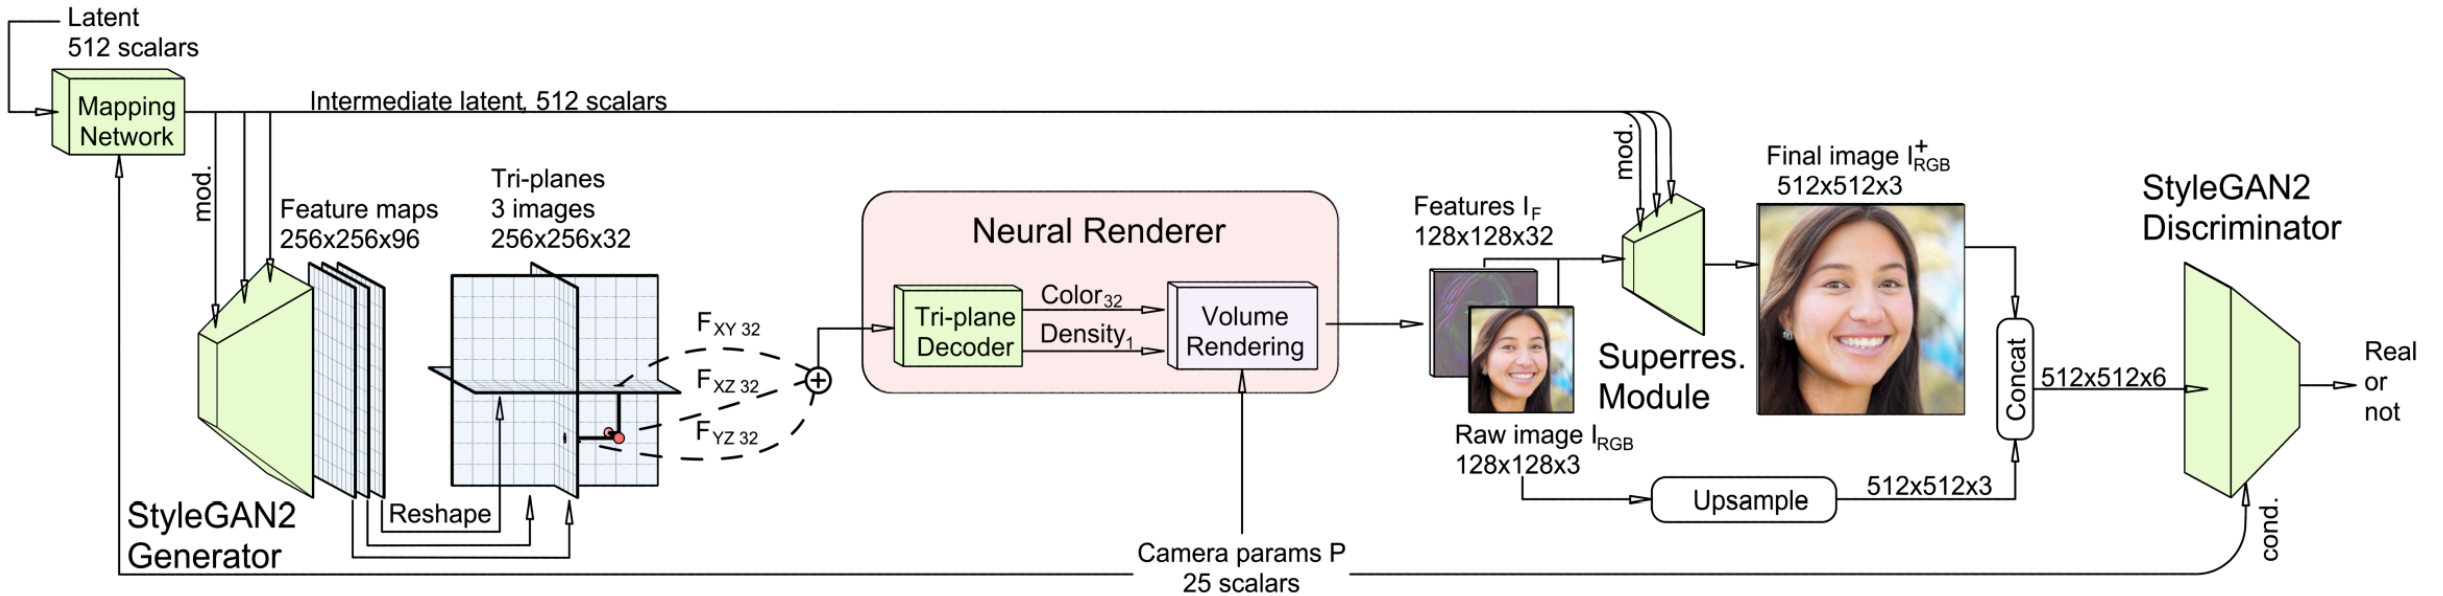 Latent
512 scalars
Mapping
Network
Intermediate latent, 512 scalars
mod.
Feature maps
256x256x96
Tri-planes
3 images
256x256x32
StyleGAN2
Generator
Reshape
F_XY 32
F_XZ 32
F_YZ 32
+
Neural Renderer
Tri-plane
Decoder
Color_32
Density_1
Volume
Rendering
Camera params P
25 scalars
Features I_F
128x128x32
Raw image I_RGB
128x128x3
mod.
Superres.
Module
Final image I^+_RGB
512x512x3
Upsample
512x512x3
Concat
512x512x6
StyleGAN2
Discriminator
cond.
Real
or
not